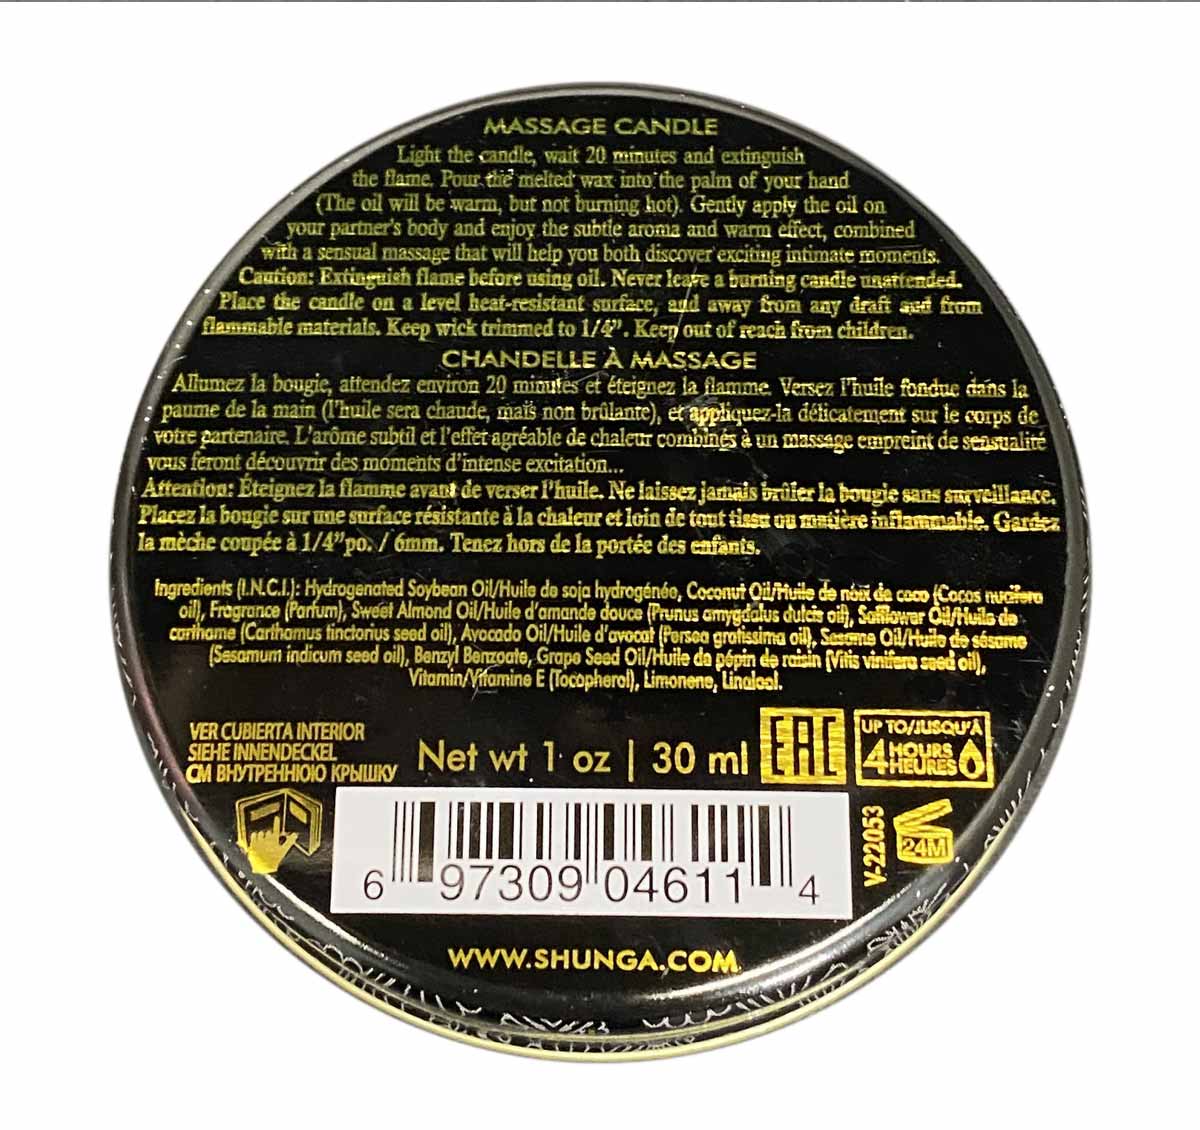 MASSAGE CANDLE
Light the candle, wait 20 minutes and extinguish
the flame. Pour the melted wax into the palm of your hand
(The oil will be warm, but not burning hot). Gently apply the oil on
your partner's body and enjoy the subtle aroma and warm effect, combined
with a sensual massage that will help you both discover exciting intimate moments.
Caution: Extinguish flame before using oil. Never leave a burning candle unattended.
Place the candle on a level heat-resistant surface, and away from any draft and from
flammable materials. Keep wick trimmed to 1/4". Keep out of reach from children.
CHANDELLE À MASSAGE
Allumez la bougie, attendez environ 20 minutes et éteignez la flamme. Versez l'huile fondue dans la
paume de la main (l'huile sera chaude, mais non brûlante), et appliquez-la délicatement sur le corps de
votre partenaire. L'arôme subtil et l'effet agréable de chaleur combinés à un massage empreint de sensualité
vous feront découvrir des moments d'intense excitation...
Attention: Éteignez la flamme avant de verser l'huile. Ne laissez jamais brûler la bougie sans surveillance.
Placez la bougie sur une surface résistante à la chaleur et loin de tout tissu ou matière inflammable. Gardez
la mèche coupée à 1/4"po. / 6mm. Tenez hors de la portée des enfants.
Ingredients (I.N.C.I.): Hydrogenated Soybean Oil/Huile de soja hydrogénée, Coconut Oil/Huile de noix de coco (Cocos nucifera
oil), Fragrance (Parfum), Sweet Almond Oil/Huile d'amande douce (Prunus amygdalus dulcis oil), Safflower Oil/Huile de
carthame (Carthamus tinctorius seed oil), Avocado Oil/Huile d'avocat (Persea gratissima oil), Sesame Oil/Huile de sésame
(Sesamum indicum seed oil), Benzyl Benzoate, Grape Seed Oil/Huile de pépin de raisin (Vitis vinifera seed oil),
Vitamin/Vitamine E (Tocopherol), Limonene, Linalool.
VER CUBIERTA INTERIOR
SIEHE INNENDECKEL
СМ ВНУТРЕННЮЮ КРЫШКУ
Net wt 1 oz | 30 ml
EAC
UP TO/JUSQU'À
4 HOURS
HEURES
V-22053
24M
6 97309 04611 4
WWW.SHUNGA.COM